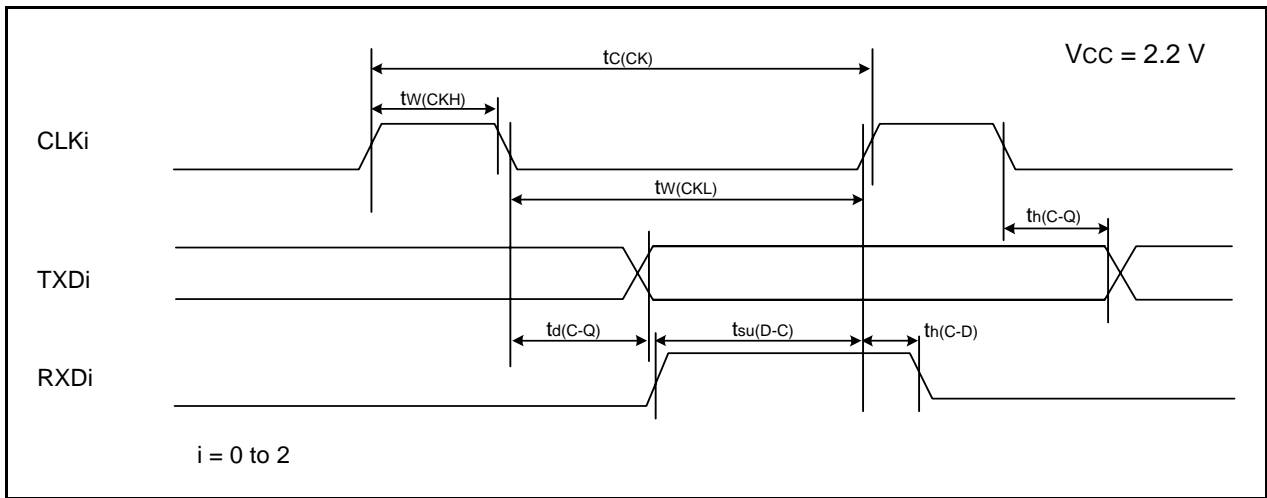 tC(CK)
VCC = 2.2 V
tW(CKH)
CLKi
tW(CKL)
th(C-Q)
TXDi
td(C-Q)
tsu(D-C)
th(C-D)
RXDi
i = 0 to 2